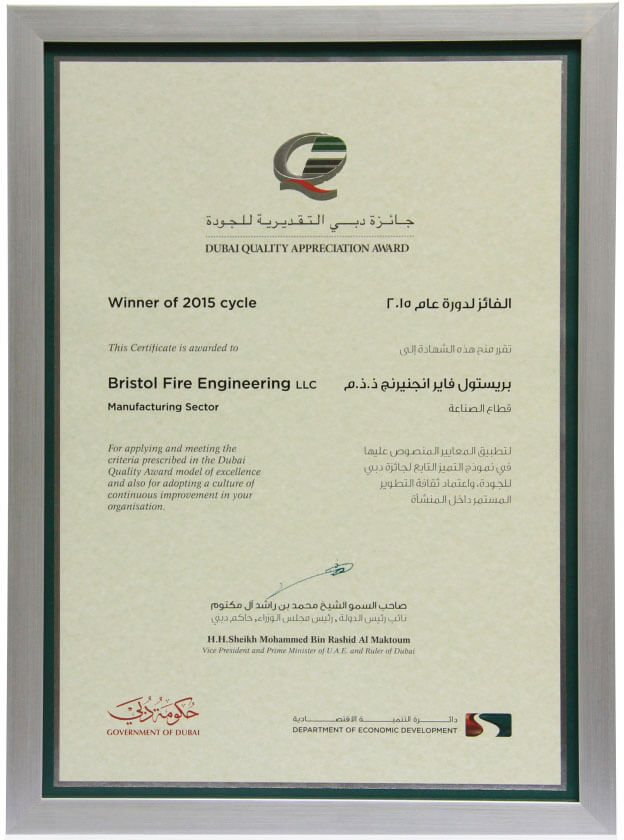 جائزة دبي التقديرية للجودة
DUBAI QUALITY APPRECIATION AWARD
Winner of 2015 cycle
الفائز لدورة عام ٢٠١٥
This Certificate is awarded to
تقرر منح هذه الشهادة إلى
Bristol Fire Engineering LLC
بريستول فاير انجنيرنج ذ.ذ.م
Manufacturing Sector
قطاع الصناعة
For applying and meeting the
criteria prescribed in the Dubai
Quality Award model of excellence
and also for adopting a culture of
continuous improvement in your
organisation.
لتطبيق المعايير المنصوص عليها
في نموذج التميز التابع لجائزة دبي
للجودة، واعتماد ثقافة التطوير
المستمر داخل المنشأة
صاحب السمو الشيخ محمد بن راشد آل مكتوم
نائب رئيس الدولة، رئيس مجلس الوزراء، حاكم دبي
H.H.Sheikh Mohammed Bin Rashid Al Maktoum
Vice President and Prime Minister of U.A.E. and Ruler of Dubai
حكومة دبي
GOVERNMENT OF DUBAI
دائرة التنمية الاقتصادية
DEPARTMENT OF ECONOMIC DEVELOPMENT